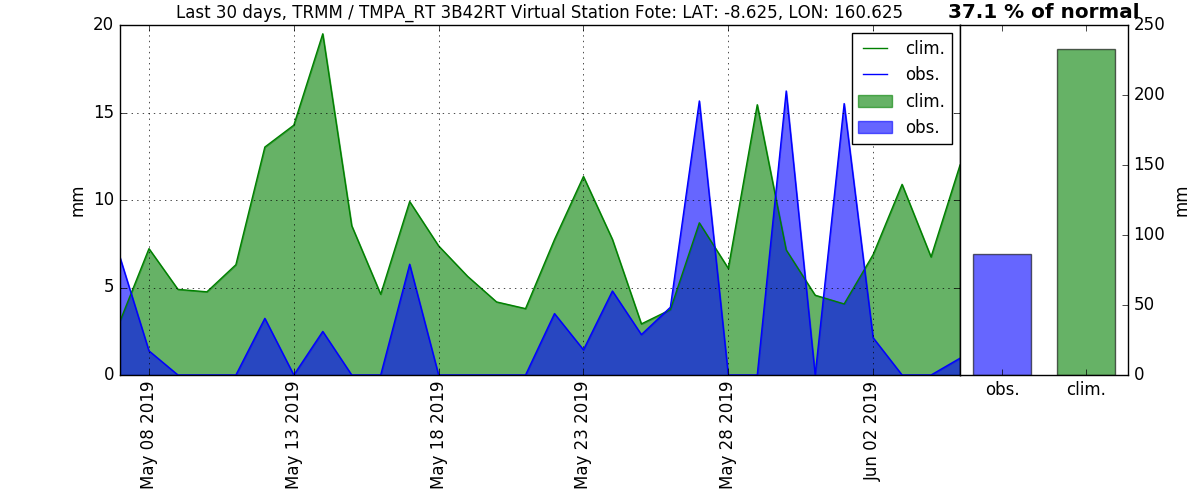 Last 30 days, TRMM / TMPA_RT 3B42RT Virtual Station Fote: LAT: -8.625, LON: 160.625
37.1 % of normal
20
15
10
5
0
mm
clim.
obs.
clim.
obs.
250
200
150
100
50
0
mm
May 08 2019
May 13 2019
May 18 2019
May 23 2019
May 28 2019
Jun 02 2019
obs.
clim.